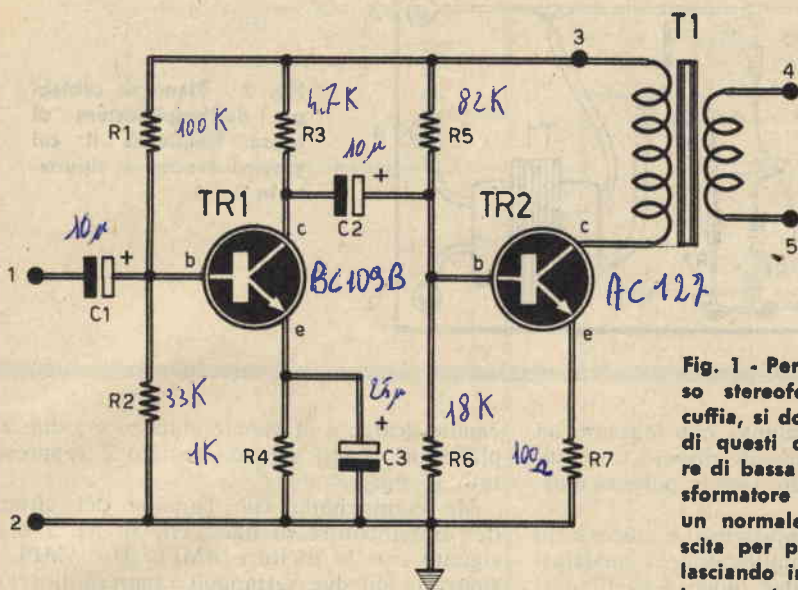 T1
3
4
R1
100K
4.7K
R3
82K
R5
10µ
+
C2
TR1
TR2
10µ
+
1
C1
b
c
e
BC109B
b
c
e
AC127
5
R2
33K
1K
R4
25µ
+
C3
18K
R6
100Ω
R7
2
Fig. 1 - Per
so stereofo
cuffia, si do
di questi c
re di bassa
sformatore
un normale
scita per p
lasciando in